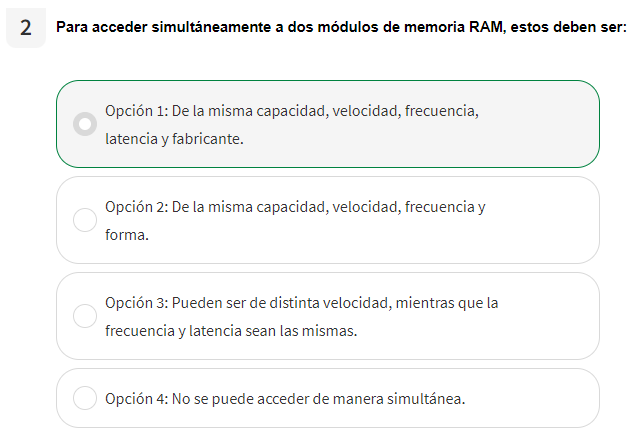 2 Para acceder simultáneamente a dos módulos de memoria RAM, estos deben ser:
Opción 1: De la misma capacidad, velocidad, frecuencia,
latencia y fabricante.
Opción 2: De la misma capacidad, velocidad, frecuencia y
forma.
Opción 3: Pueden ser de distinta velocidad, mientras que la
frecuencia y latencia sean las mismas.
Opción 4: No se puede acceder de manera simultánea.